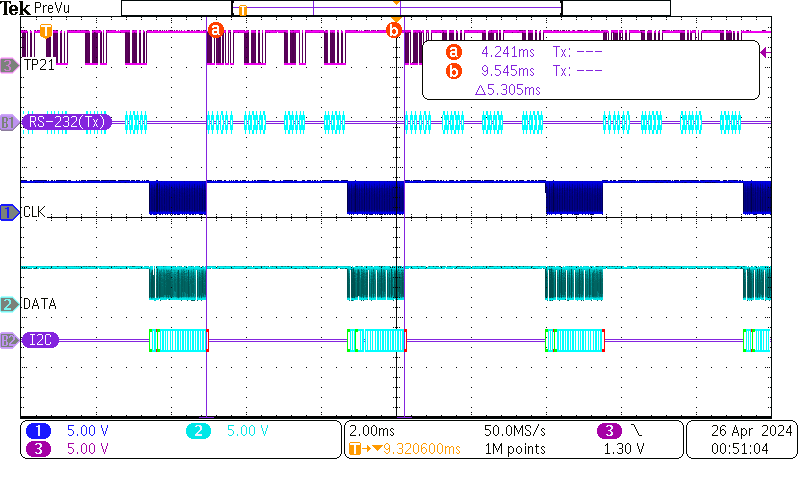 Tek PreVu
T
a b
a 4.241ms Tx: ---
b 9.545ms Tx: ---
△5.305ms
3 TP21
B1 RS-232(Tx)
1 CLK
2 DATA
B2 I2C
1 5.00 V 2 5.00 V 2.00ms 50.0MS/s 3 26 Apr 2024
3 5.00 V T→▼9.320600ms 1M points 1.30 V 00:51:04